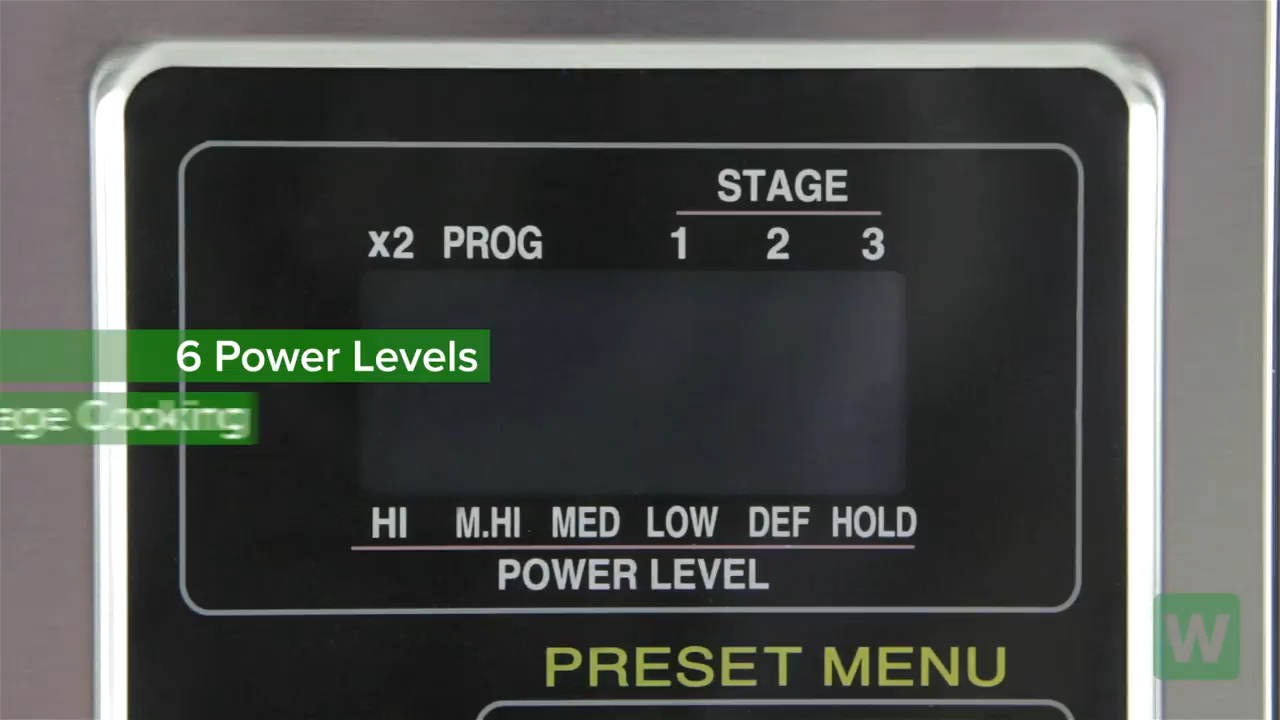 STAGE
x2 PROG 1 2 3
6 Power Levels
Cooking
HI M.HI MED LOW DEF HOLD
POWER LEVEL
W
PRESET MENU